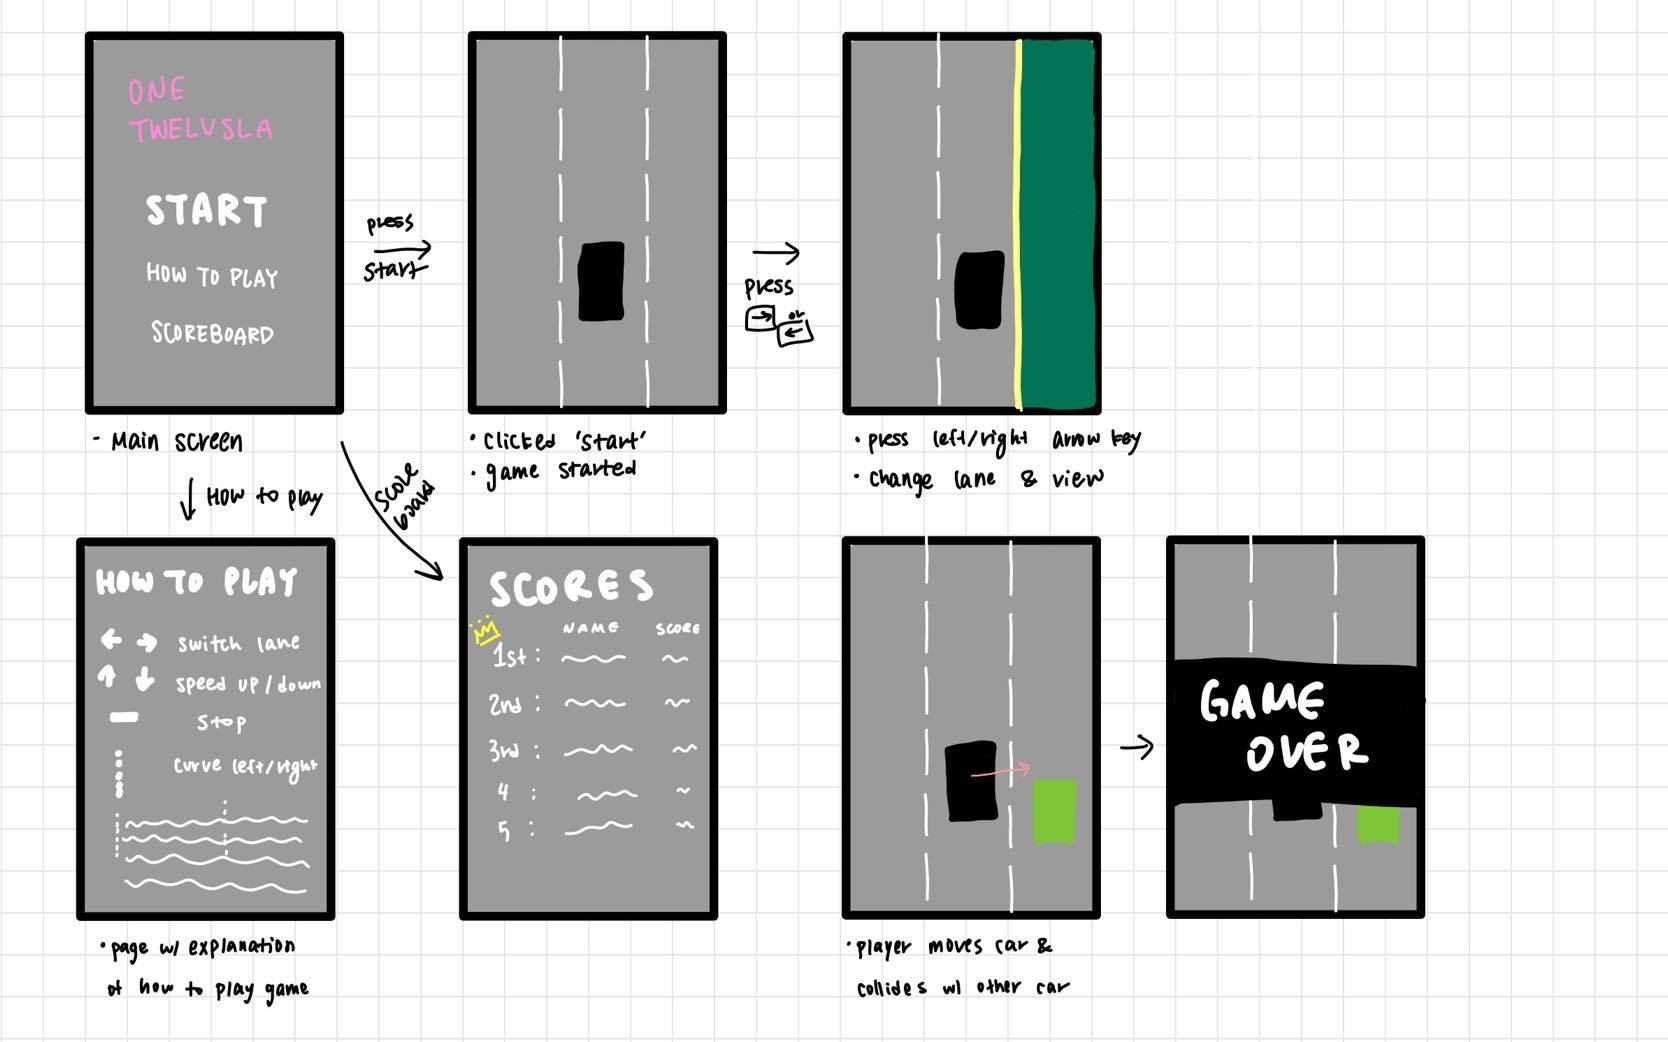 ONE
TWELVSLA
START
HOW TO PLAY
SCOREBOARD
press
start
press
or
- Main screen
• Clicked 'start'
• game started
• press left/right arrow key
• change lane & view
How to play
score
board
HOW TO PLAY
switch lane
speed up/down
stop
curve left/right
SCORES
NAME SCORE
1st :
2nd :
3rd :
4 :
5 :
GAME
OVER
• page w/ explanation
of how to play game
• player moves car &
collides w/ other car